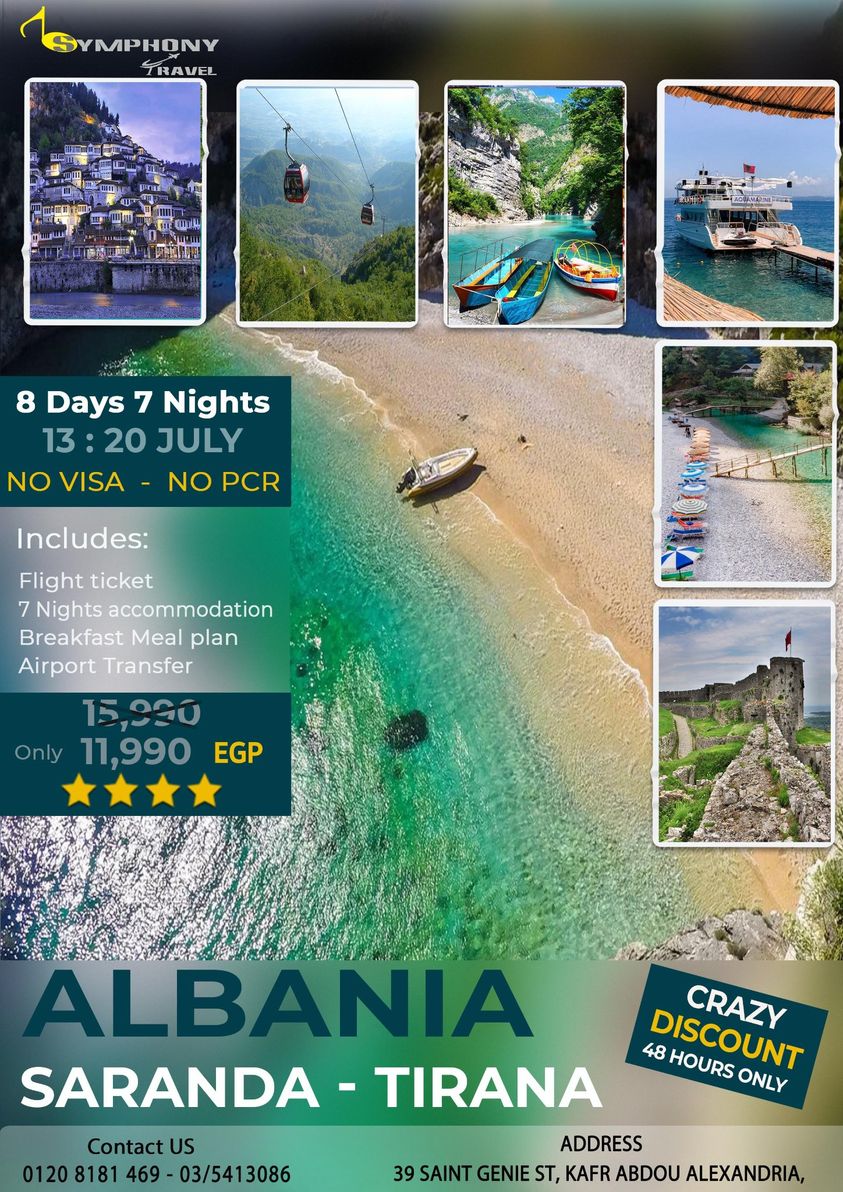 SYMPHONY
TRAVEL
AQUAMARINE
8 Days 7 Nights
13 : 20 JULY
NO VISA - NO PCR
Includes:
Flight ticket
7 Nights accommodation
Breakfast Meal plan
Airport Transfer
15,990
Only 11,990 EGP
ALBANIA
SARANDA - TIRANA
CRAZY
DISCOUNT
48 HOURS ONLY
Contact US
0120 8181 469 - 03/5413086
ADDRESS
39 SAINT GENIE ST, KAFR ABDOU ALEXANDRIA,